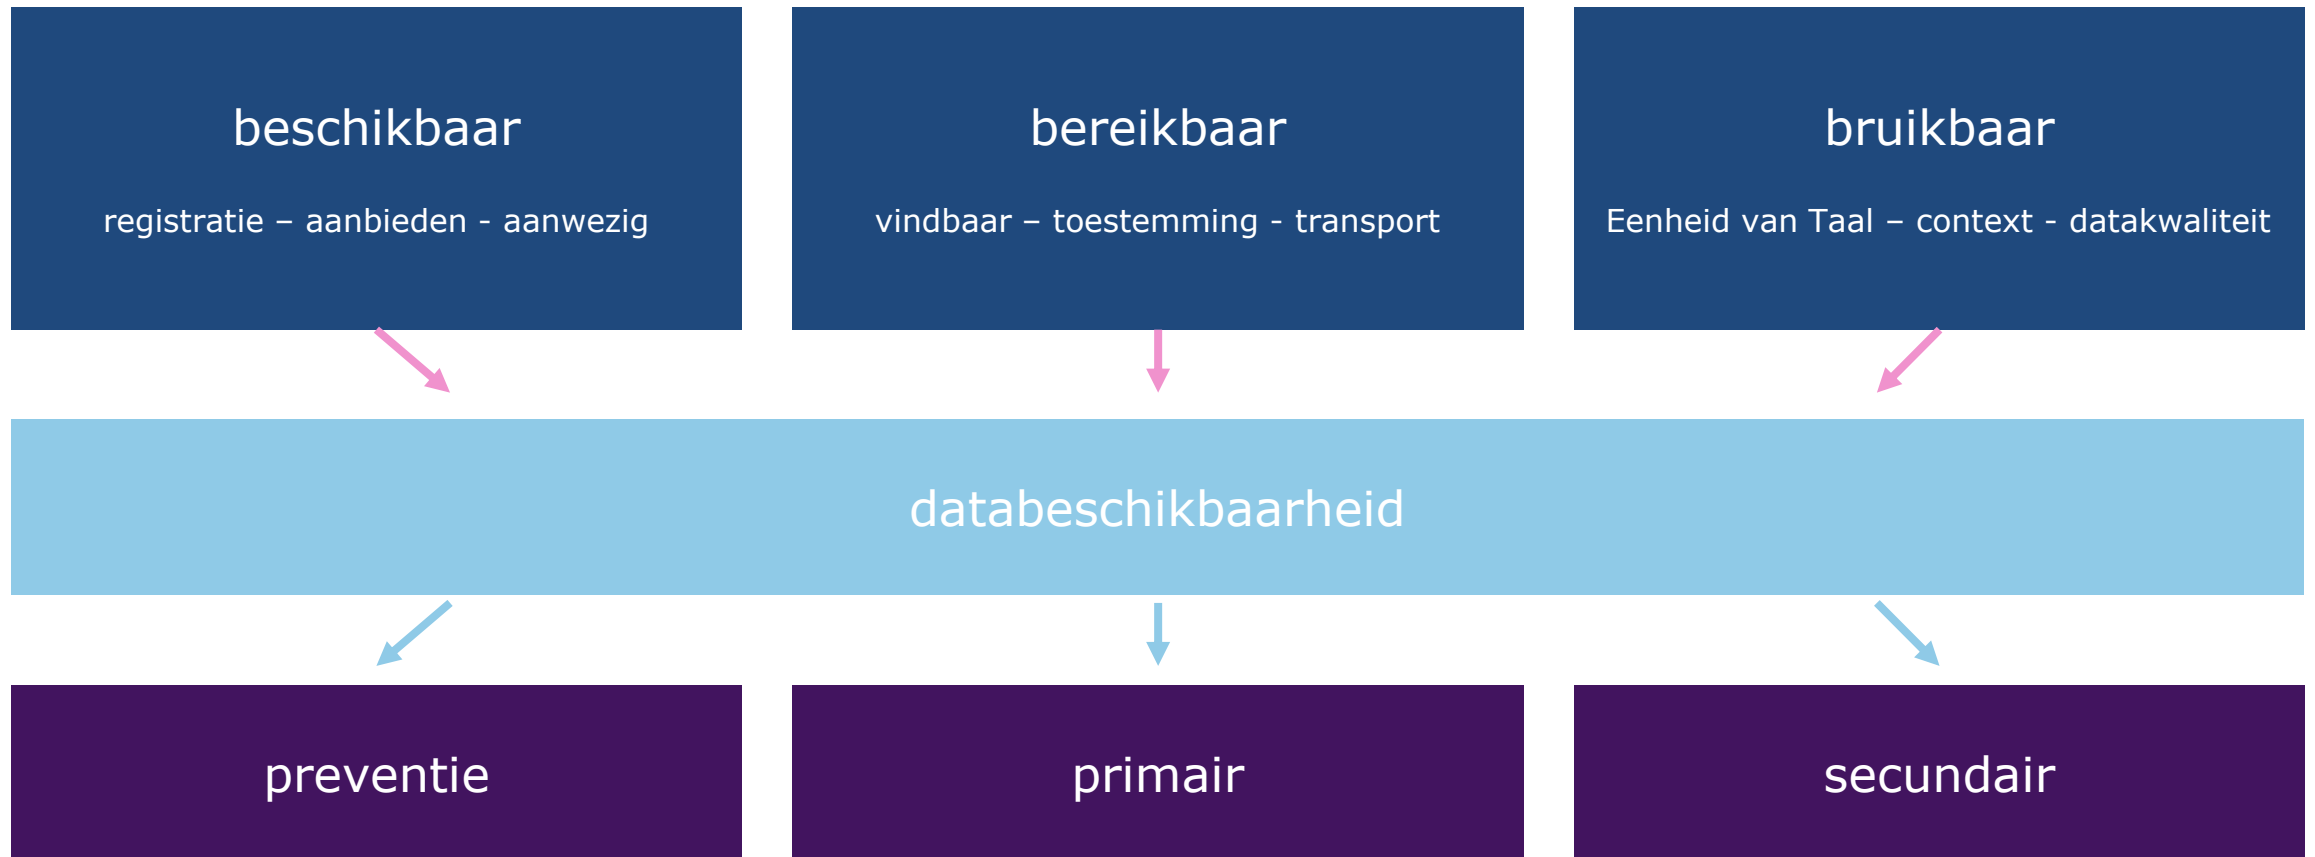 beschikbaar
registratie – aanbieden - aanwezig
bereikbaar
vindbaar – toestemming - transport
bruikbaar
Eenheid van Taal – context - datakwaliteit
databeschikbaarheid
preventie
primair
secundair